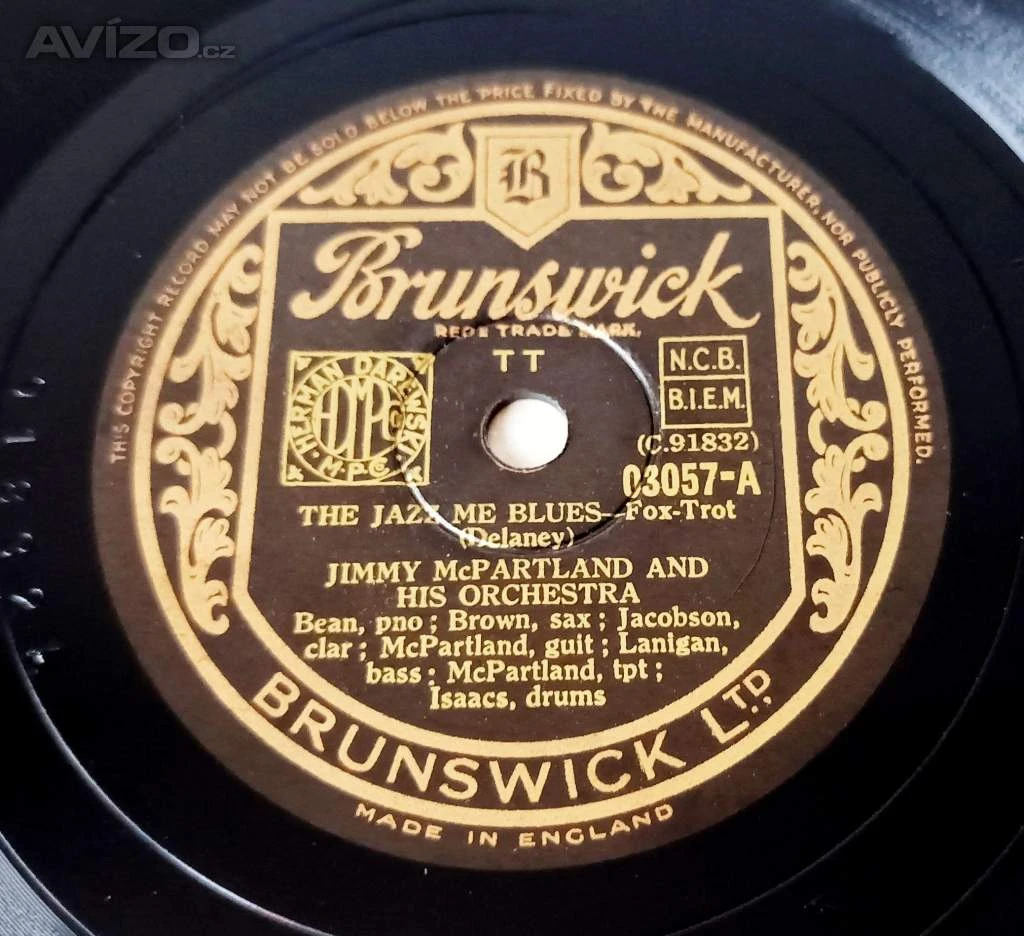 AVÍZO.cz
THIS COPYRIGHT RECORD MAY NOT BE SOLD BELOW THE PRICE FIXED BY THE MANUFACTURER, NOR PUBLICLY PERFORMED.
B
Brunswick
REGD TRADE MARK.
TT
HERMAN DAREWSKI
M.P.Co
N.C.B.
B.I.E.M.
(C.91832)
03057-A
THE JAZZ ME BLUES—Fox-Trot
(Delaney)
JIMMY McPARTLAND AND
HIS ORCHESTRA
Bean, pno ; Brown, sax ; Jacobson,
clar ; McPartland, guit ; Lanigan,
bass ; McPartland, tpt ;
Isaacs, drums
BRUNSWICK LTD,
MADE IN ENGLAND